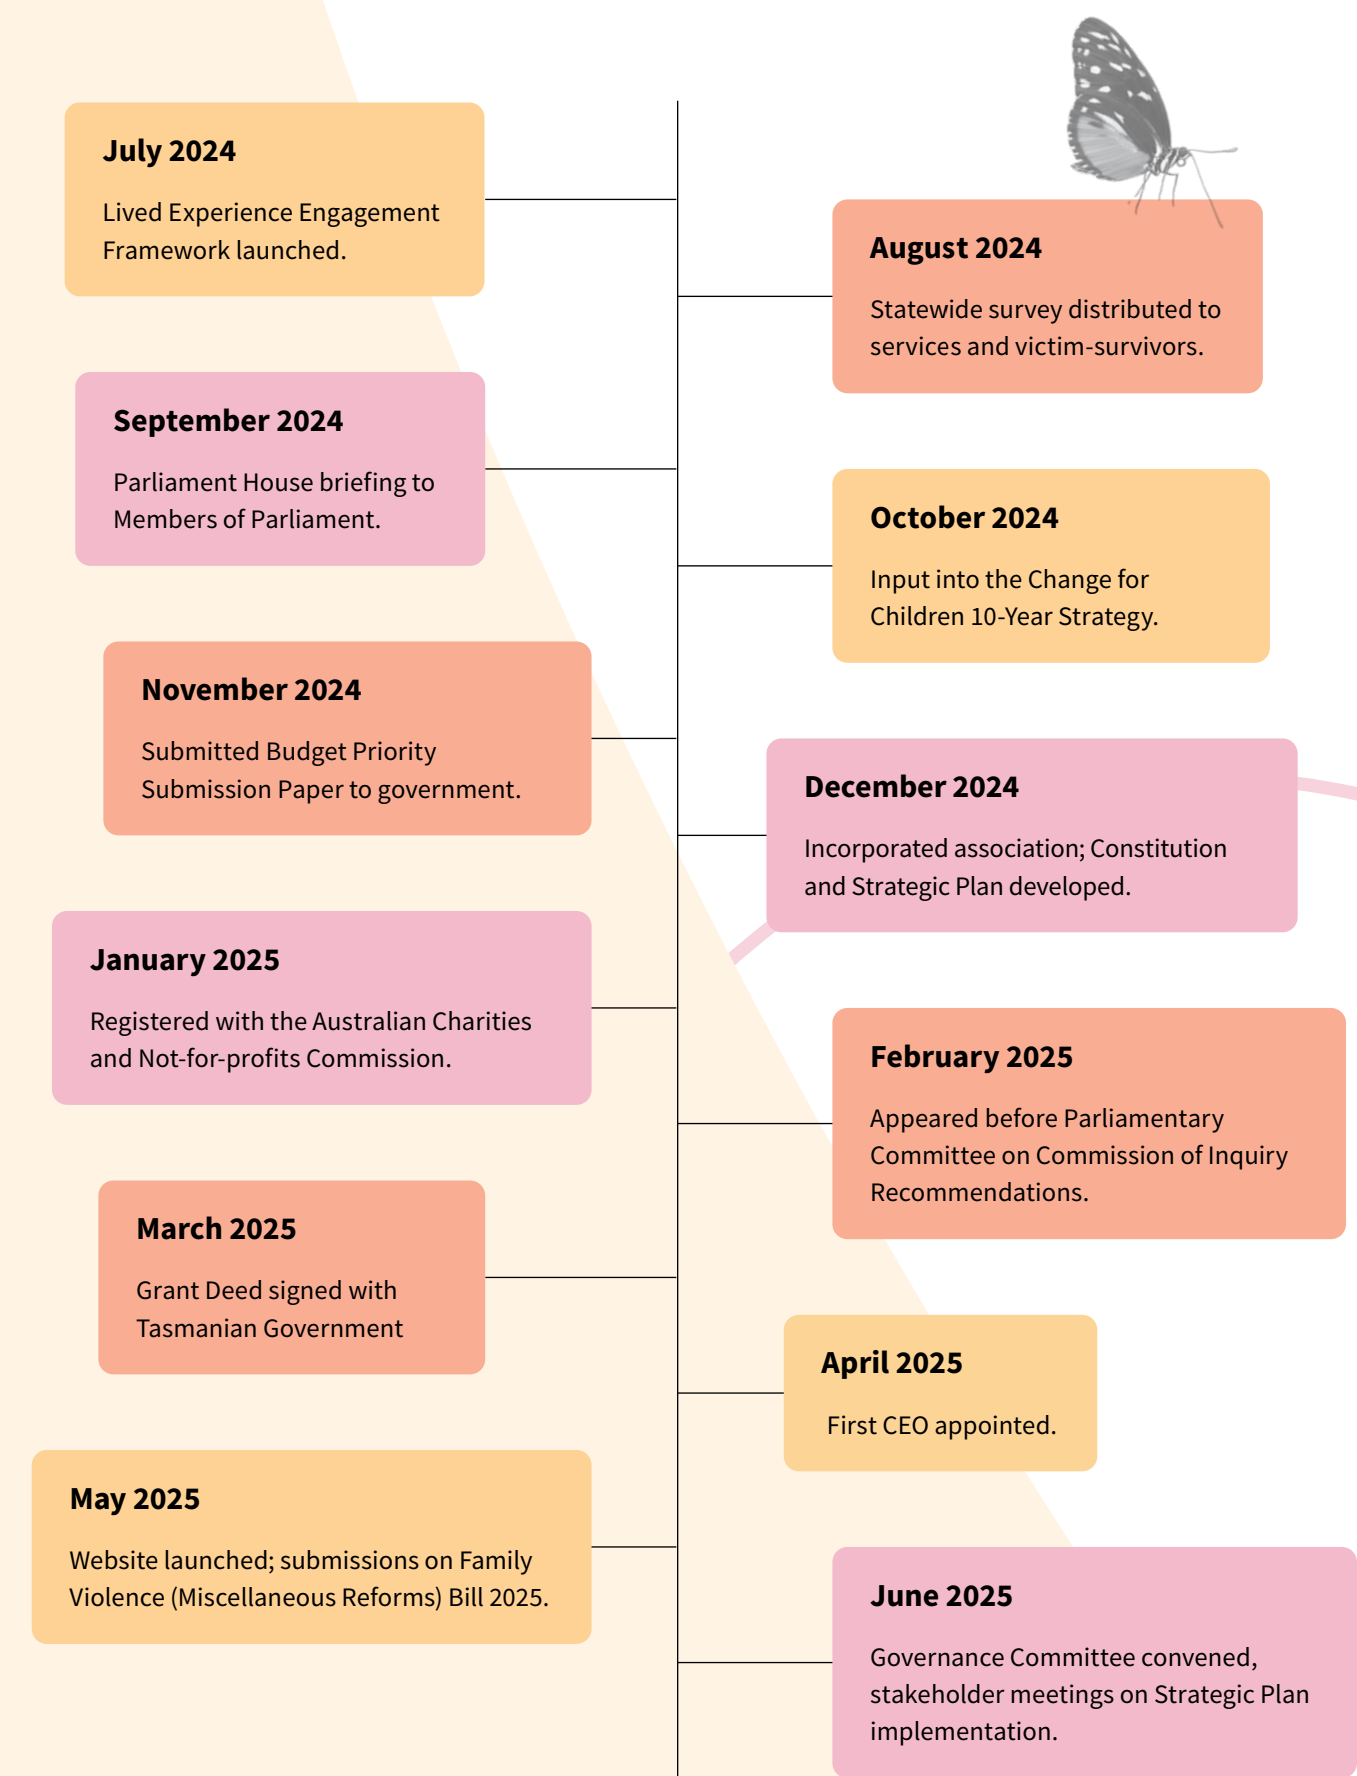 July 2024
Lived Experience Engagement
Framework launched.
August 2024
Statewide survey distributed to
services and victim-survivors.
September 2024
Parliament House briefing to
Members of Parliament.
October 2024
Input into the Change for
Children 10-Year Strategy.
November 2024
Submitted Budget Priority
Submission Paper to government.
December 2024
Incorporated association; Constitution
and Strategic Plan developed.
January 2025
Registered with the Australian Charities
and Not-for-profits Commission.
February 2025
Appeared before Parliamentary
Committee on Commission of Inquiry
Recommendations.
March 2025
Grant Deed signed with
Tasmanian Government
April 2025
First CEO appointed.
May 2025
Website launched; submissions on Family
Violence (Miscellaneous Reforms) Bill 2025.
June 2025
Governance Committee convened,
stakeholder meetings on Strategic Plan
implementation.